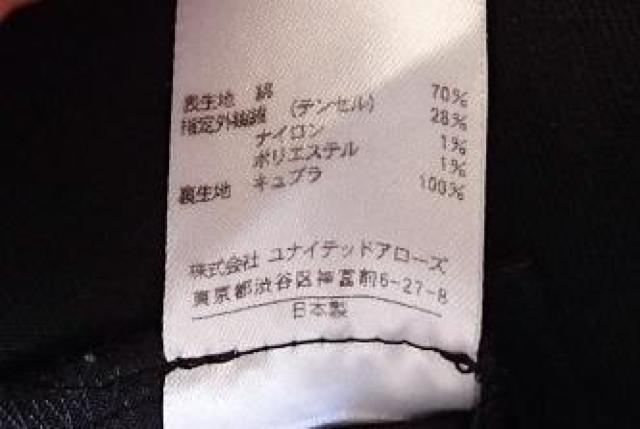 表生地 綿 70%
指定外繊維 (テンセル) 28%
ナイロン 1%
ポリエステル 1%
裏生地 キュプラ 100%
株式会社 ユナイテッドアローズ
東京都渋谷区神宮前6-27-8
日本製